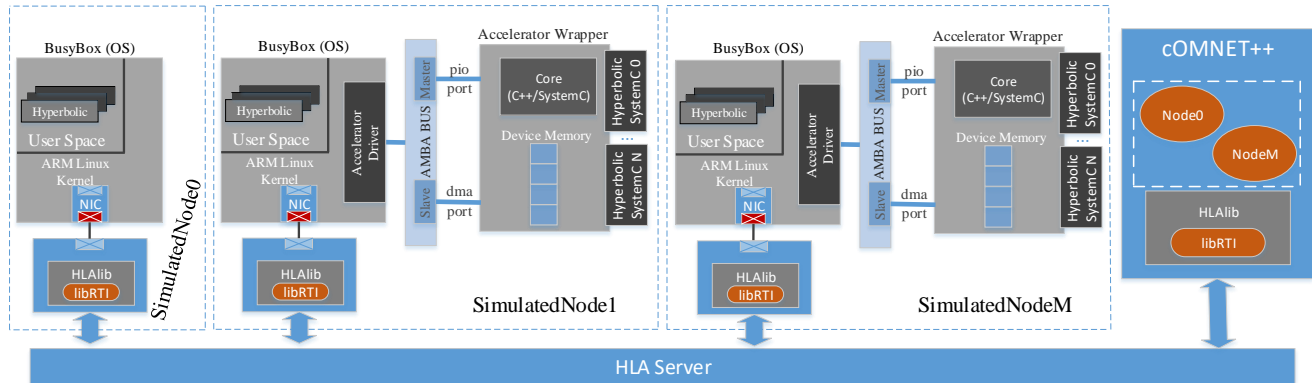 BusyBox (OS)
Hyperbolic
User Space
ARM Linux
Kernel
NIC
HLAlib
libRTI
SimulatedNode0
BusyBox (OS)
Hyperbolic
User Space
ARM Linux
Kernel
NIC
HLAlib
libRTI
Accelerator
Driver
AMBA BUS
Master
Slave
pio
port
dma
port
Accelerator Wrapper
Core
(C++/SystemC)
Device Memory
Hyperbolic
SystemC 0
...
Hyperbolic
SystemC N
SimulatedNode1
BusyBox (OS)
Hyperbolic
User Space
ARM Linux
Kernel
NIC
HLAlib
libRTI
Accelerator
Driver
AMBA BUS
Master
Slave
pio
port
dma
port
Accelerator Wrapper
Core
(C++/SystemC)
Device Memory
Hyperbolic
SystemC 0
...
Hyperbolic
SystemC N
SimulatedNodeM
cOMNET++
Node0
NodeM
HLAlib
libRTI
HLA Server